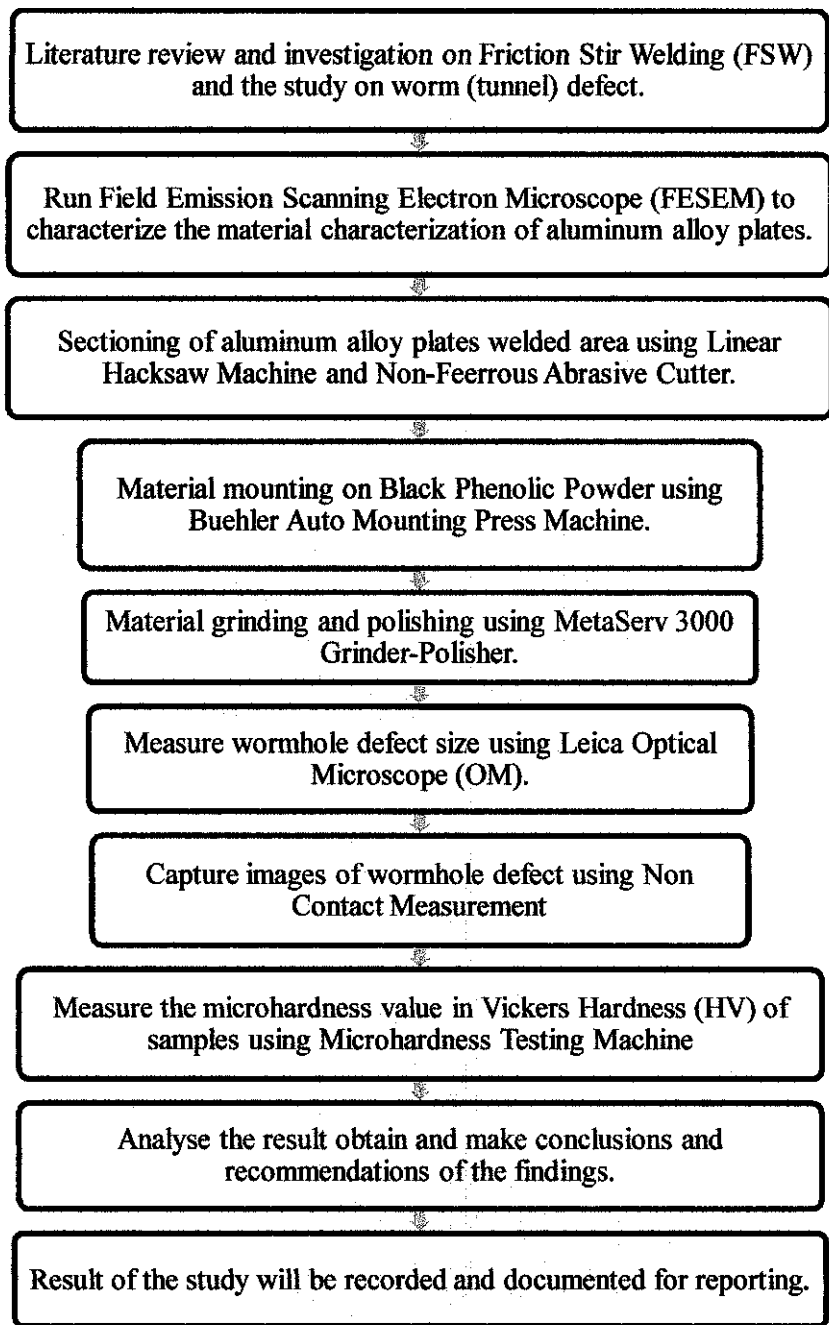 Literature review and investigation on Friction Stir Welding (FSW)
and the study on worm (tunnel) defect.
Run Field Emission Scanning Electron Microscope (FESEM) to
characterize the material characterization of aluminum alloy plates.
Sectioning of aluminum alloy plates welded area using Linear
Hacksaw Machine and Non-Feerrous Abrasive Cutter.
Material mounting on Black Phenolic Powder using
Buehler Auto Mounting Press Machine.
Material grinding and polishing using MetaServ 3000
Grinder-Polisher.
Measure wormhole defect size using Leica Optical
Microscope (OM).
Capture images of wormhole defect using Non
Contact Measurement
Measure the microhardness value in Vickers Hardness (HV) of
samples using Microhardness Testing Machine
Analyse the result obtain and make conclusions and
recommendations of the findings.
Result of the study will be recorded and documented for reporting.